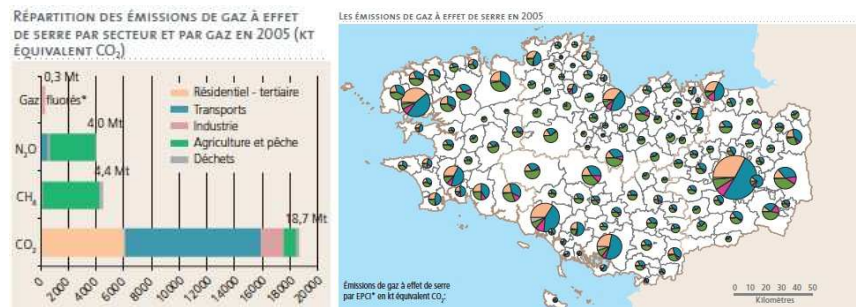 RÉPARTITION DES ÉMISSIONS DE GAZ À EFFET
DE SERRE PAR SECTEUR ET PAR GAZ EN 2005 (KT
ÉQUIVALENT CO₂)
0,3 Mt
Gaz fluorés*
4,0 Mt
N₂O
4,4 Mt
CH₄
18,7 Mt
CO₂
Résidentiel - tertiaire
Transports
Industrie
Agriculture et pêche
Déchets
0
2000
4000
6000
8000
10000
12000
14000
16000
18000
20000
LES ÉMISSIONS DE GAZ À EFFET DE SERRE EN 2005
Émissions de gaz à effet de serre
par EPCI* en kt équivalent CO₂:
0 10 20 30 40 50
Kilomètres